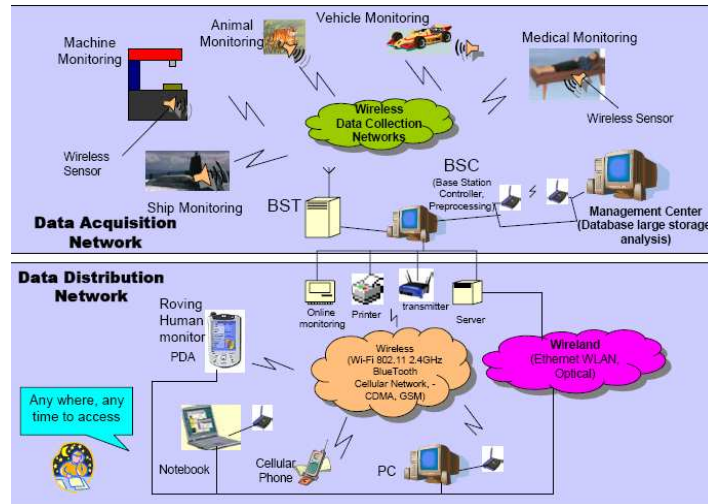 Machine
Monitoring
Animal
Monitoring
Vehicle Monitoring
Medical Monitoring
Wireless
Data Collection
Networks
Wireless
Sensor
Wireless Sensor
Ship Monitoring
BST
BSC
(Base Station
Controller,
Preprocessing)
Management Center
(Database large storage,
analysis)
Data Acquisition
Network
Data Distribution
Network
Online
monitoring
Printer
transmitter
Server
Roving
Human
monitor
PDA
Wireless
(Wi-Fi 802.11 2.4GHz
BlueTooth
Cellular Network, -
CDMA, GSM)
Wireland
(Ethernet WLAN,
Optical)
Any where, any
time to access
Notebook
Cellular
Phone
PC